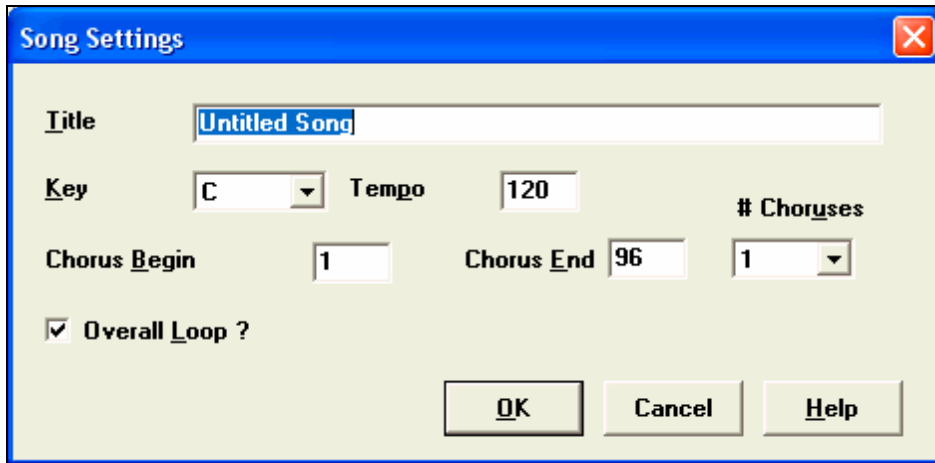 Song Settings
Title Untitled Song
Key C Tempo 120
# Choruses
Chorus Begin 1 Chorus End 96 1
Overall Loop ?
OK Cancel Help